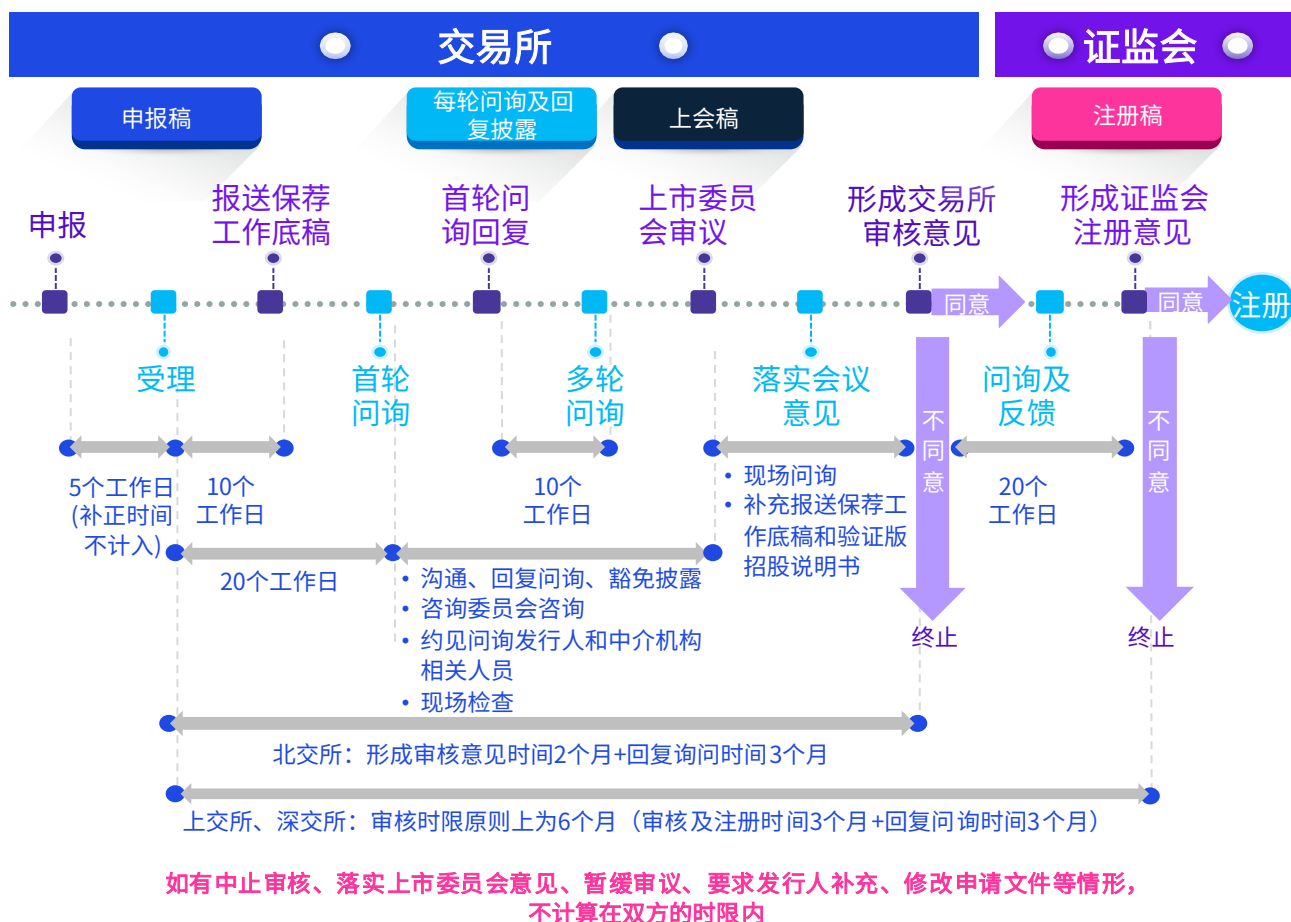 交易所
证监会
申报稿
每轮问询及回
复披露
上会稿
注册稿
申报
报送保荐
工作底稿
首轮问
询回复
上市委员
会审议
形成交易所
审核意见
形成证监会
注册意见
同意
同意
注册
受理
首轮
问询
多轮
问询
落实会议
意见
问询及
反馈
不
同
意
不
同
意
5个工作日
(补正时间
不计入)
10个
工作日
10个
工作日
• 现场问询
• 补充报送保荐工
作底稿和验证版
招股说明书
20个
工作日
20个工作日
• 沟通、回复问询、豁免披露
• 咨询委员会咨询
• 约见问询发行人和中介机构
相关人员
• 现场检查
终止
终止
北交所：形成审核意见时间2个月+回复询问时间3个月
上交所、深交所：审核时限原则上为6个月（审核及注册时间3个月+回复问询时间3个月）
如有中止审核、落实上市委员会意见、暂缓审议、要求发行人补充、修改申请文件等情形，
不计算在双方的时限内